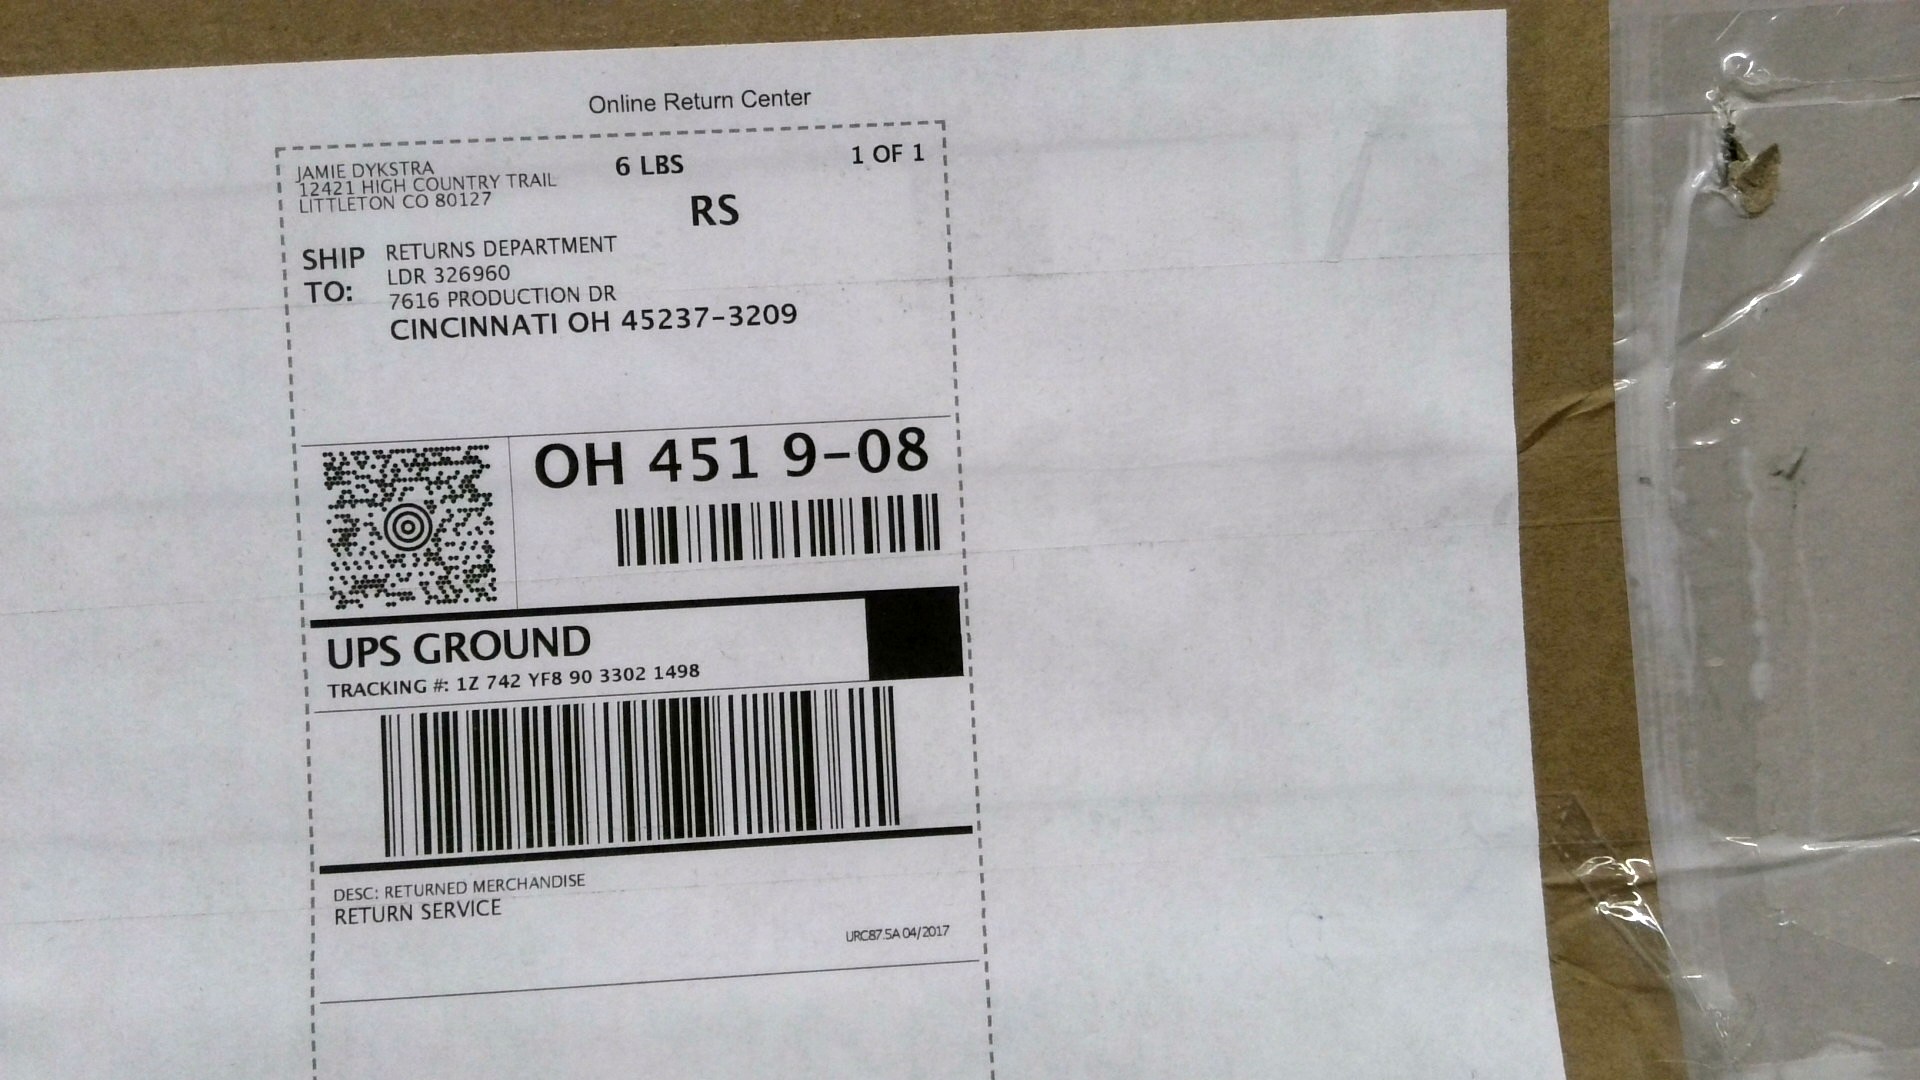 Online Return Center
JAMIE DYKSTRA
12421 HIGH COUNTRY TRAIL
LITTLETON CO 80127
6 LBS
1 OF 1
RS
SHIP TO:
RETURNS DEPARTMENT
LDR 326960
7616 PRODUCTION DR
CINCINNATI OH 45237-3209
OH 451 9-08
UPS GROUND
TRACKING #: 1Z 742 YF8 90 3302 1498
DESC: RETURNED MERCHANDISE
RETURN SERVICE
URC87.5A 04/2017